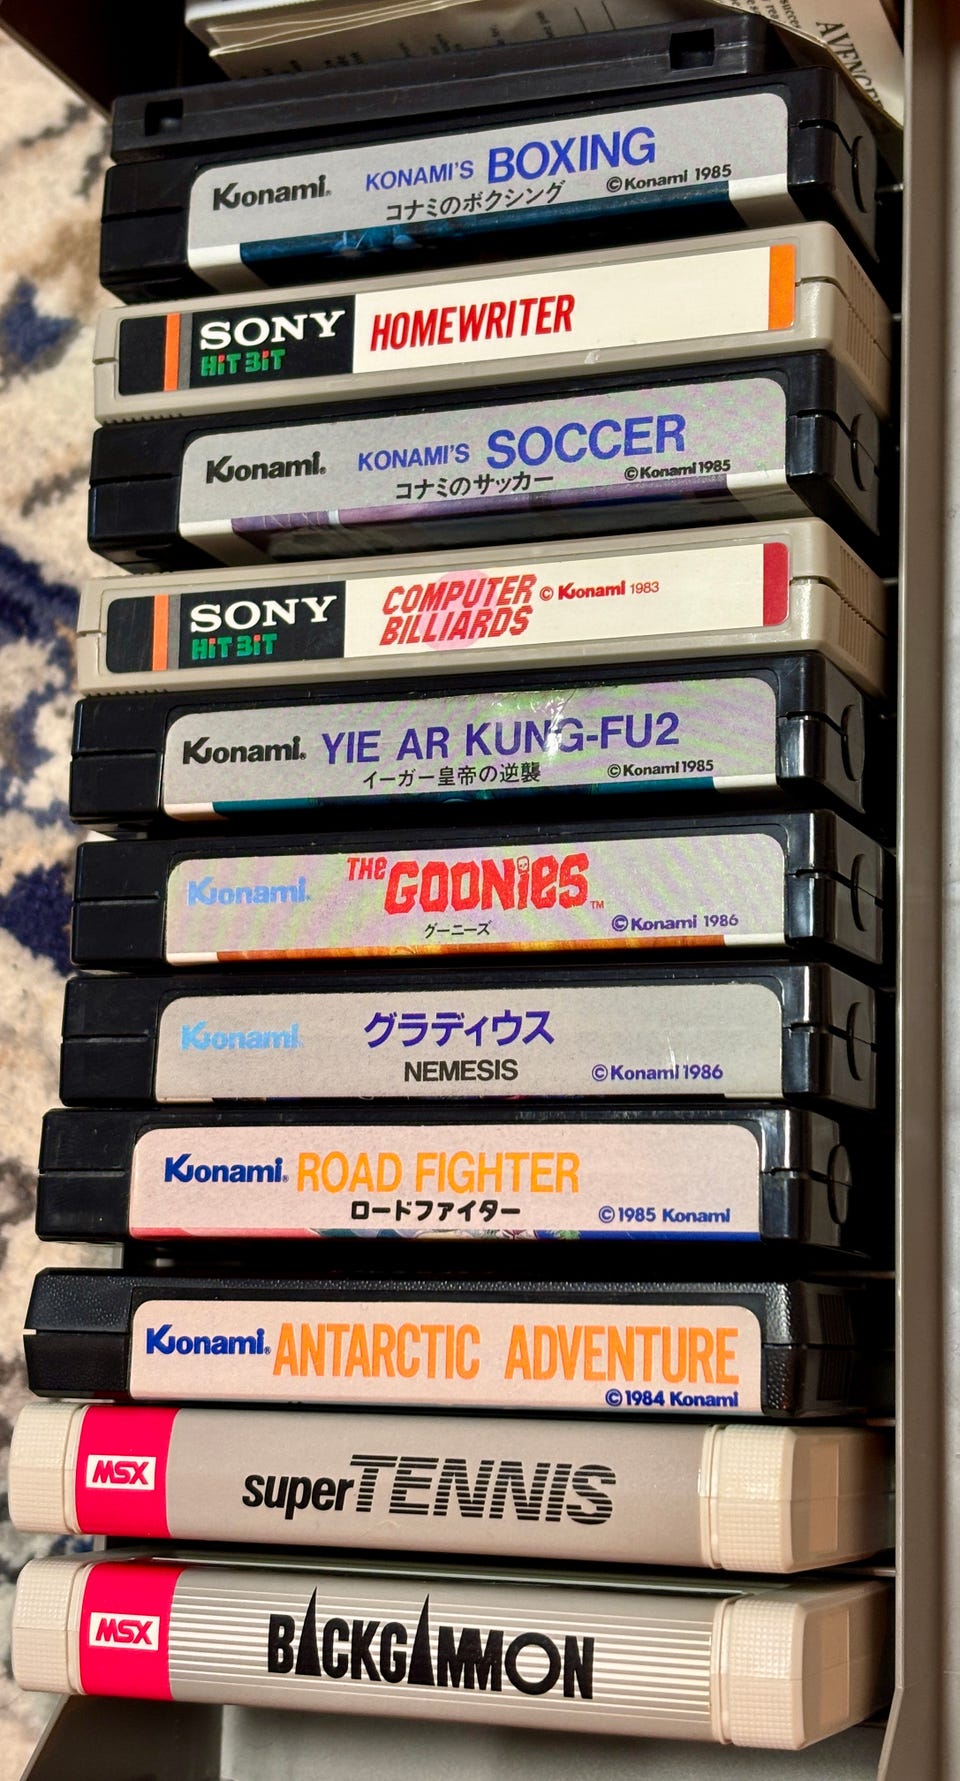 AVENG
Konami. KONAMI'S BOXING
コナミのボクシング ©Konami 1985
SONY HOMEWRITER
HiT BiT
Konami. KONAMI'S SOCCER
コナミのサッカー ©Konami 1985
SONY COMPUTER © Konami 1983
HiT BiT BILLIARDS
Konami. YIE AR KUNG-FU2
イーガー皇帝の逆襲 ©Konami 1985
Konami. THE GOONIES ™
グーニーズ ©Konami 1986
Konami. グラディウス
NEMESIS ©Konami 1986
Konami. ROAD FIGHTER
ロードファイター ©1985 Konami
Konami. ANTARCTIC ADVENTURE
©1984 Konami
MSX super TENNIS
MSX BACKGAMMON